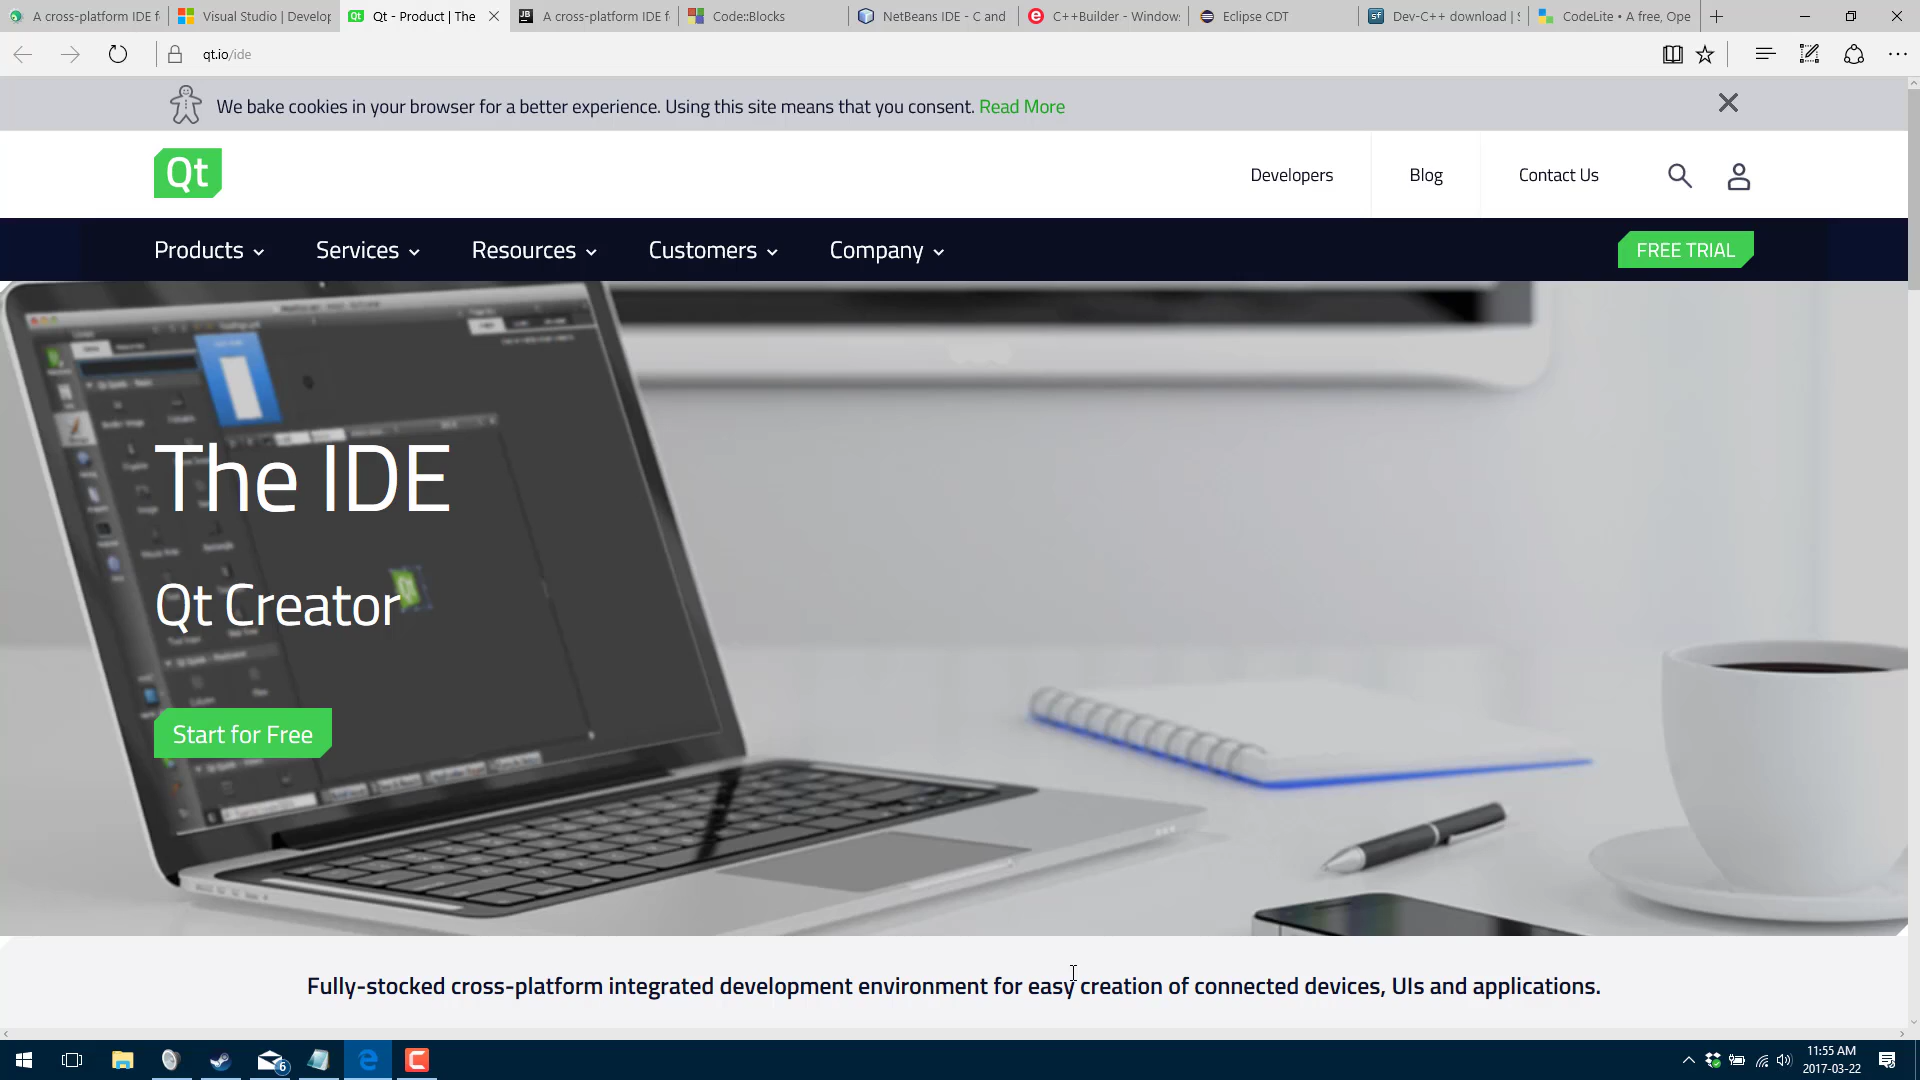 A cross-platform IDE f
Visual Studio | Develop
Qt - Product | The
A cross-platform IDE f
Code::Blocks
NetBeans IDE - C and
C++Builder - Window
Eclipse CDT
Dev-C++ download | S
CodeLite • A free, Ope
qt.io/ide
We bake cookies in your browser for a better experience. Using this site means that you consent. Read More
Qt
Developers
Blog
Contact Us
Products
Services
Resources
Customers
Company
FREE TRIAL
The IDE
Qt Creator
Start for Free
Fully-stocked cross-platform integrated development environment for easy creation of connected devices, UIs and applications.
6
11:55 AM
2017-03-22